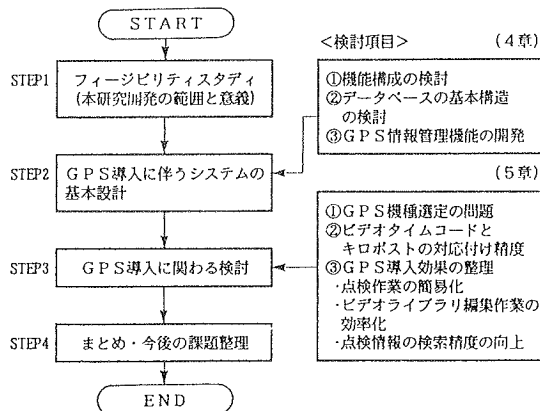 START
STEP1
フィージビリティスタディ
(本研究開発の範囲と意義)
STEP2
GPS導入に伴うシステムの
基本設計
STEP3
GPS導入に関わる検討
STEP4
まとめ・今後の課題整理
END
<検討項目> (4章)
①機能構成の検討
②データベースの基本構造
の検討
③GPS情報管理機能の開発
(5章)
①GPS機種選定の問題
②ビデオタイムコードと
キロポストの対応付け精度
③GPS導入効果の整理
・点検作業の簡易化
・ビデオライブラリ編集作業の
効率化
・点検情報の検索精度の向上